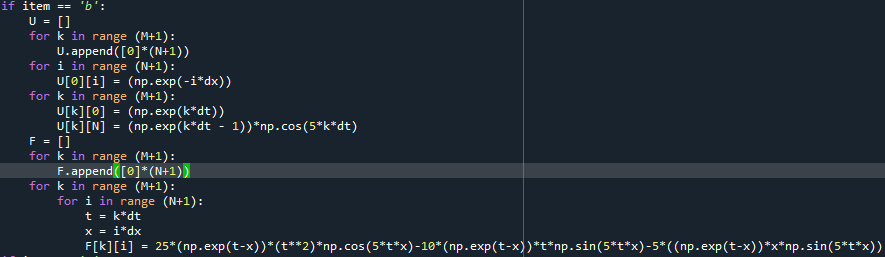 if item == 'b':
    U = []
    for k in range (M+1):
        U.append([0]*(N+1))
    for i in range (N+1):
        U[0][i] = (np.exp(-i*dx))
    for k in range (M+1):
        U[k][0] = (np.exp(k*dt))
        U[k][N] = (np.exp(k*dt - 1))*np.cos(5*k*dt)
    F = []
    for k in range (M+1):
        F.append([0]*(N+1))
    for k in range (M+1):
        for i in range (N+1):
            t = k*dt
            x = i*dx
            F[k][i] = 25*(np.exp(t-x))*(t**2)*np.cos(5*t*x)-10*(np.exp(t-x))*t*np.sin(5*t*x)-5*((np.exp(t-x))*x*np.sin(5*t*x))